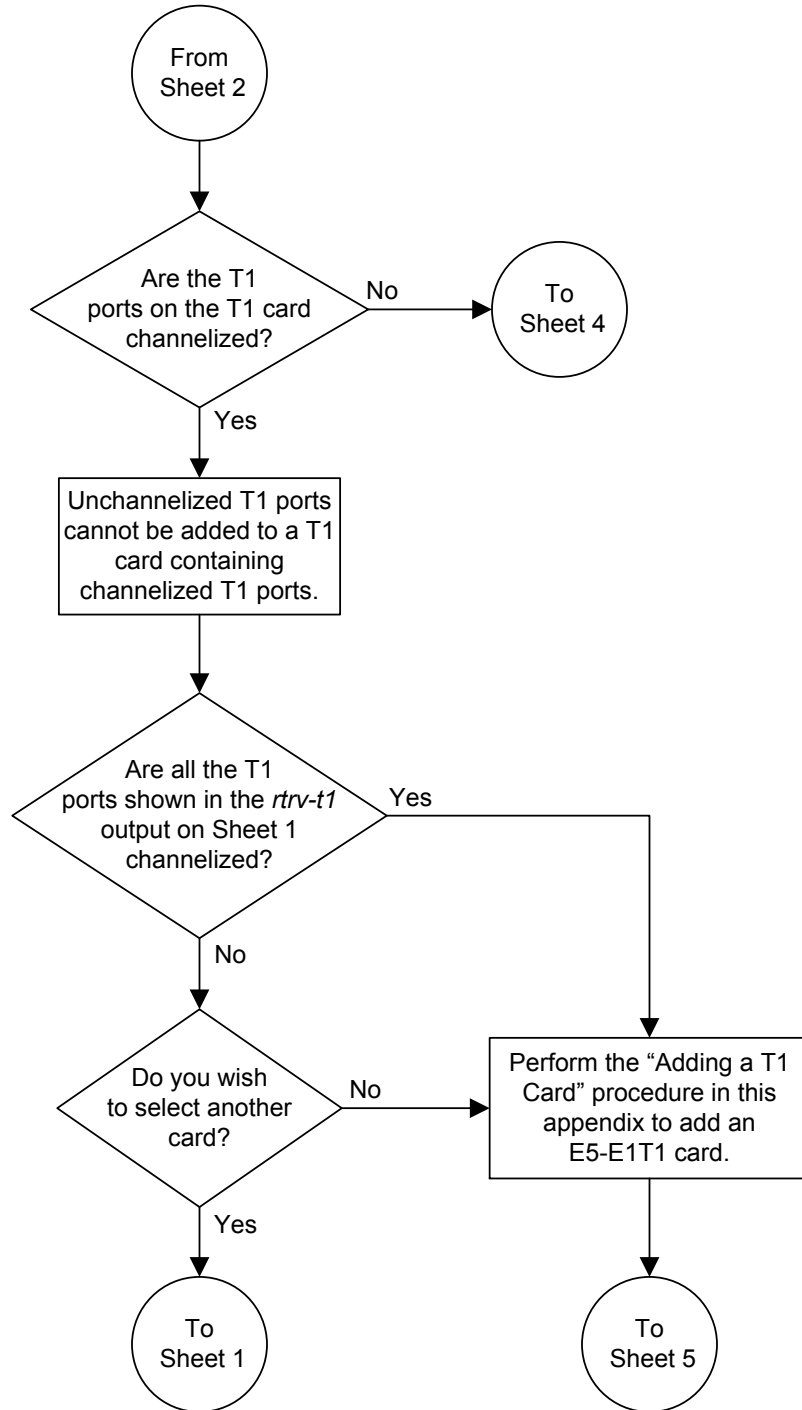 From
Sheet 2
Are the T1
ports on the T1 card
channelized?
No
To
Sheet 4
Yes
Unchannelized T1 ports
cannot be added to a T1
card containing
channelized T1 ports.
Are all the T1
ports shown in the rtrv-t1
output on Sheet 1
channelized?
Yes
No
Do you wish
to select another
card?
No
Perform the “Adding a T1
Card” procedure in this
appendix to add an
E5-E1T1 card.
Yes
To
Sheet 1
To
Sheet 5